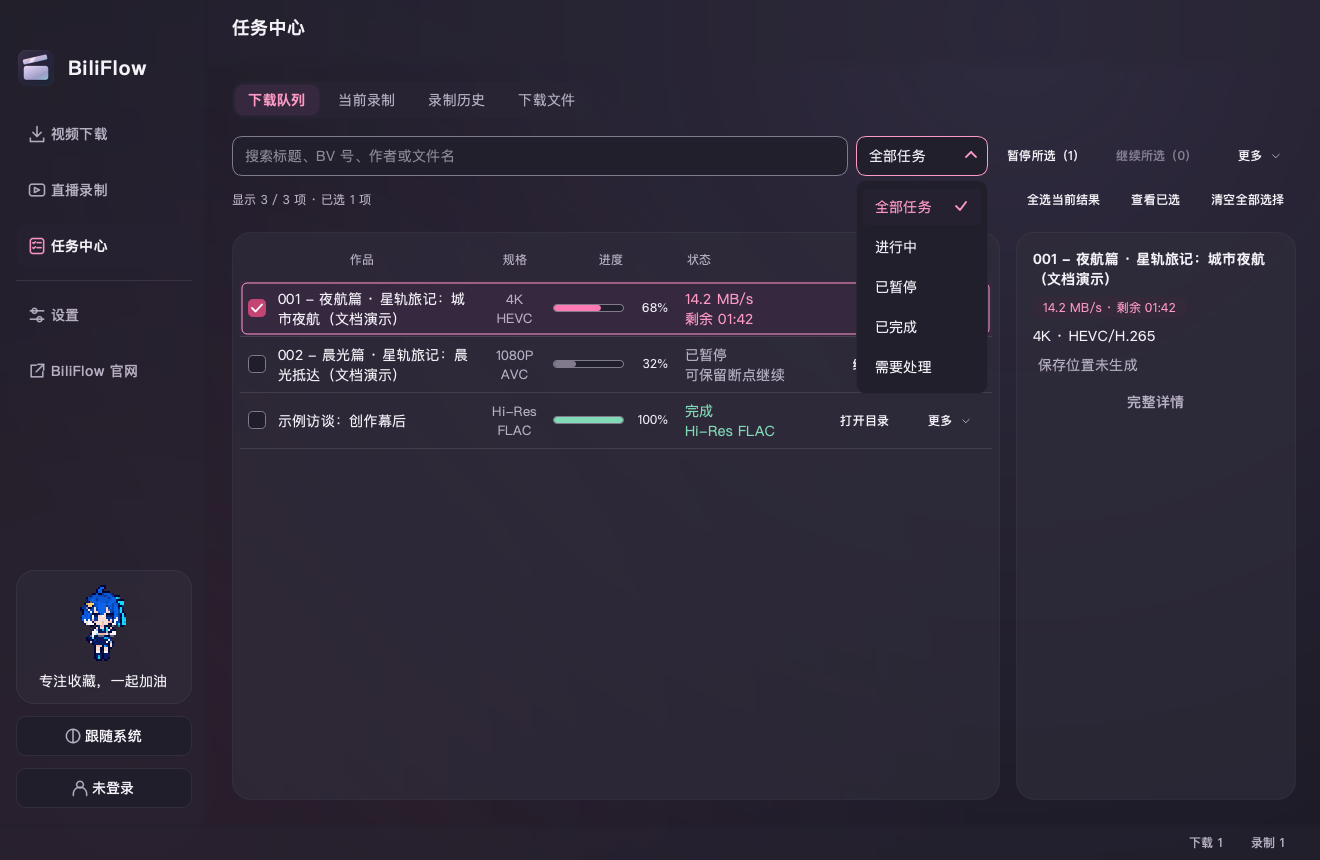 任务中心
BiliFlow
视频下载
直播录制
任务中心
设置
BiliFlow 官网
专注收藏，一起加油
跟随系统
未登录
下载队列 当前录制 录制历史 下载文件
搜索标题、BV 号、作者或文件名
全部任务
暂停所选（1）
继续所选（0）
更多
显示 3 / 3 项 · 已选 1 项
全选当前结果 查看已选 清空全部选择
全部任务
进行中
已暂停
已完成
需要处理
作品 规格 进度 状态
001 – 夜航篇 · 星轨旅记：城
市夜航（文档演示）
4K
HEVC
68%
14.2 MB/s
剩余 01:42
002 – 晨光篇 · 星轨旅记：晨
光抵达（文档演示）
1080P
AVC
32%
已暂停
可保留断点继续
示例访谈：创作幕后
Hi-Res
FLAC
100%
完成
Hi-Res FLAC
打开目录
更多
001 – 夜航篇 · 星轨旅记：城市夜航
（文档演示）
14.2 MB/s · 剩余 01:42
4K · HEVC/H.265
保存位置未生成
完整详情
下载 1 录制 1